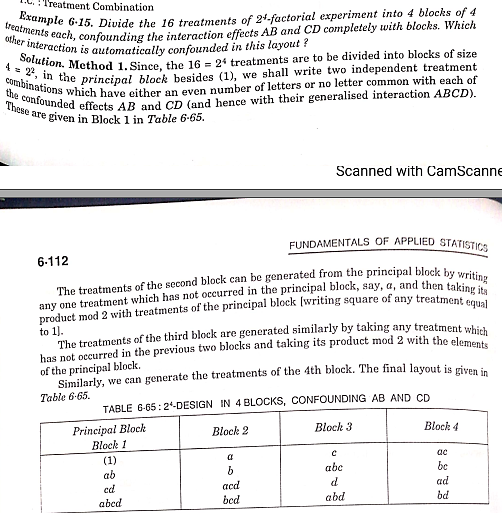 T.C. : Treatment Combination
Example 6·15. Divide the 16 treatments of 2⁴-factorial experiment into 4 blocks of 4
treatments each, confounding the interaction effects AB and CD completely with blocks. Which
other interaction is automatically confounded in this layout ?
Solution. Method 1. Since, the 16 = 2⁴ treatments are to be divided into blocks of size
4 = 2², in the principal block besides (1), we shall write two independent treatment
combinations which have either an even number of letters or no letter common with each of
the confounded effects AB and CD (and hence with their generalised interaction ABCD).
These are given in Block 1 in Table 6·65.
Scanned with CamScanne
FUNDAMENTALS OF APPLIED STATISTICS
6·112
The treatments of the second block can be generated from the principal block by writing
any one treatment which has not occurred in the principal block, say, a, and then taking its
product mod 2 with treatments of the principal block [writing square of any treatment equal
to 1].
The treatments of the third block are generated similarly by taking any treatment which
has not occurred in the previous two blocks and taking its product mod 2 with the elements
of the principal block.
Similarly, we can generate the treatments of the 4th block. The final layout is given in
Table 6·65.
TABLE 6·65 : 2⁴-DESIGN IN 4 BLOCKS, CONFOUNDING AB AND CD
Principal Block Block 2 Block 3 Block 4
Block 1
(1) a c ac
ab b abc bc
cd acd d ad
abcd bcd abd bd